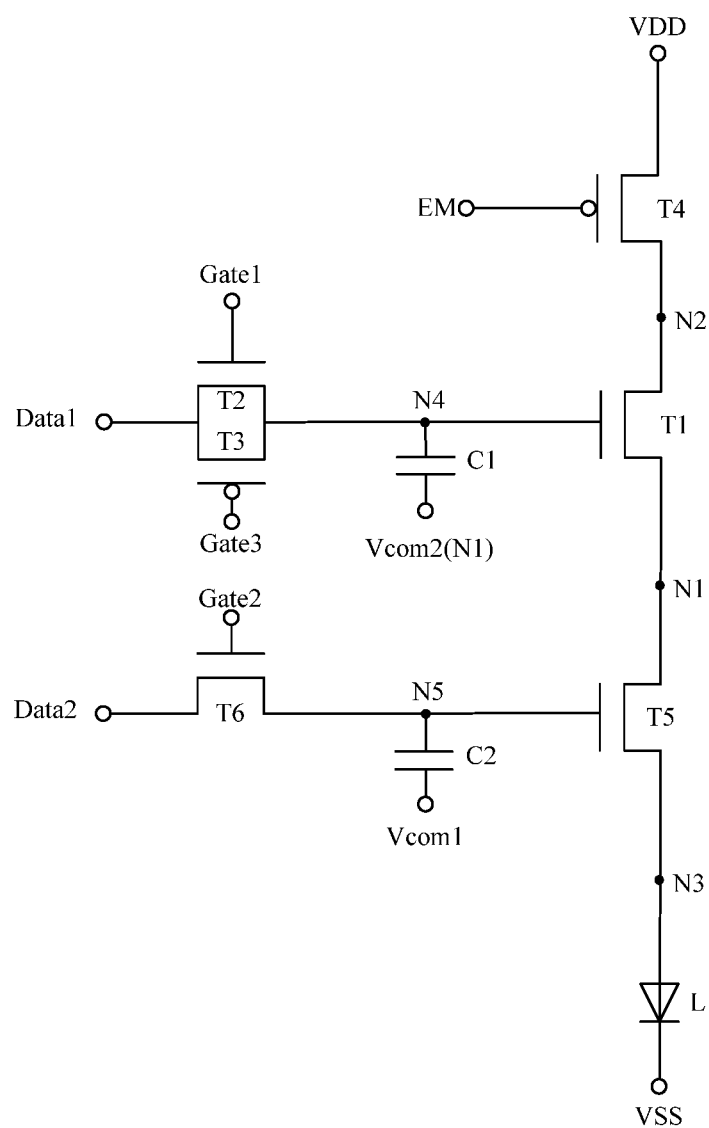 VDD
EM
T4
Gate1
N2
Data1
T2
T3
N4
T1
C1
Gate3
Vcom2(N1)
N1
Gate2
Data2
T6
N5
T5
C2
Vcom1
N3
L
VSS